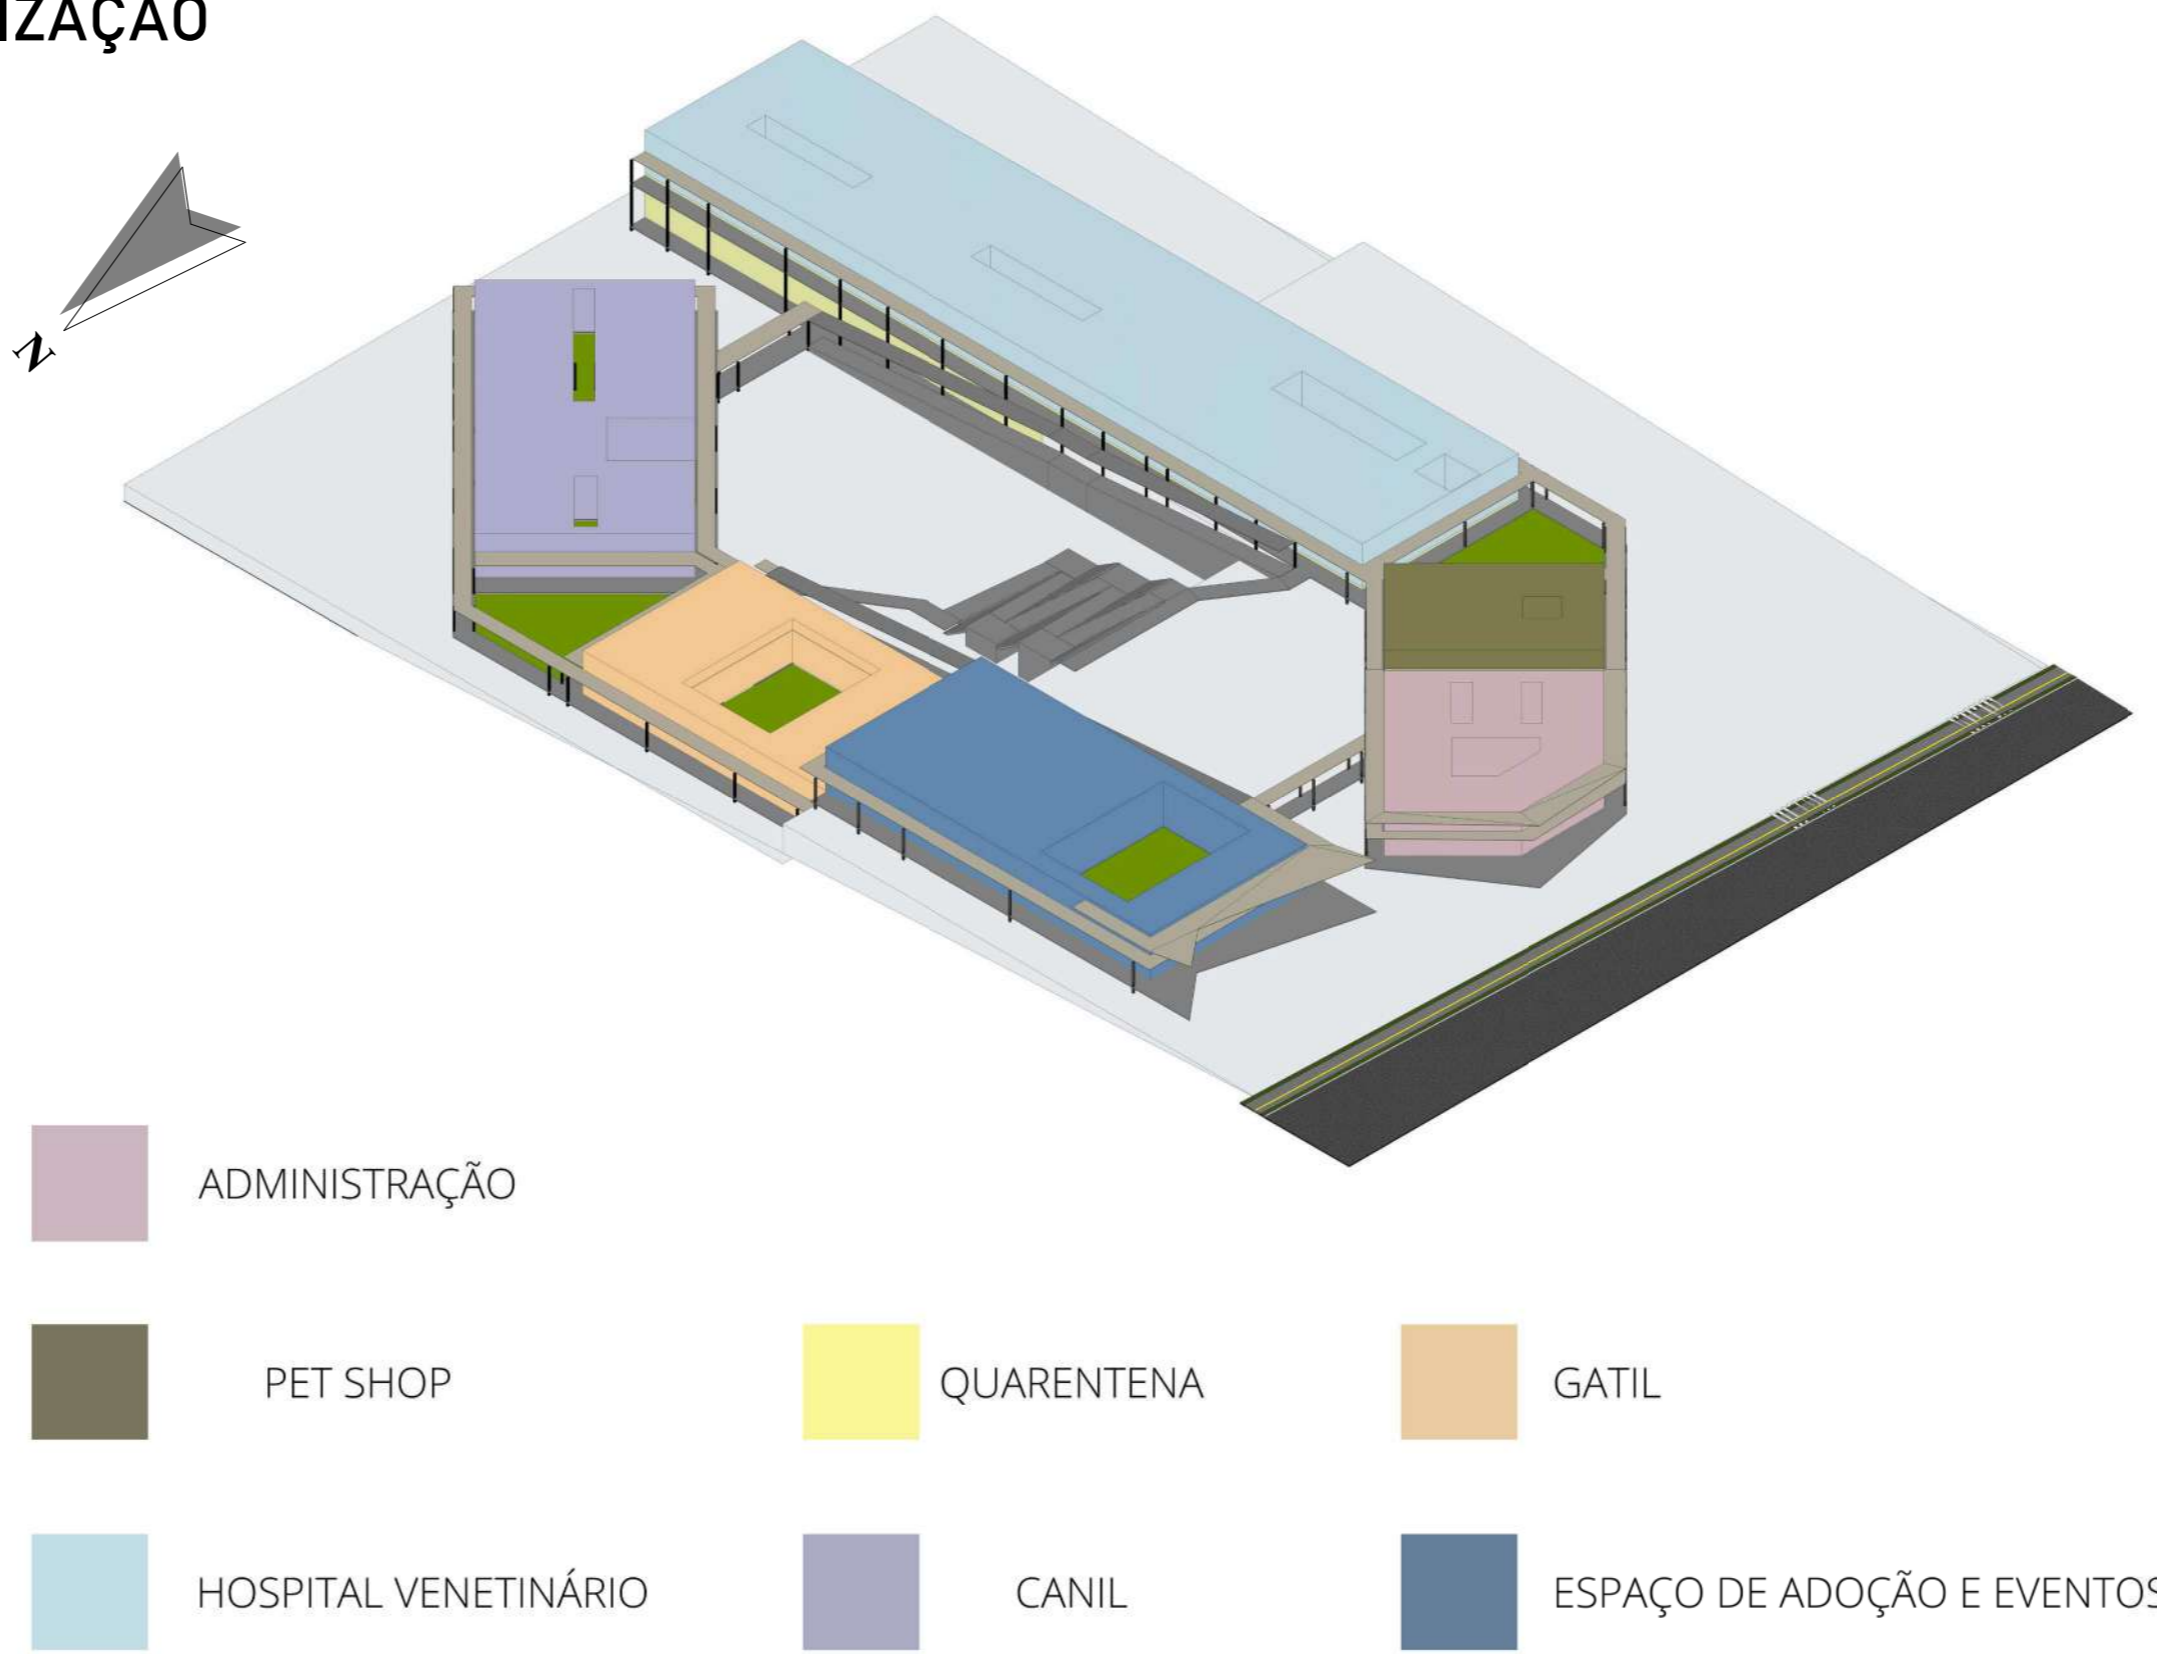 IZAÇÃO
N
ADMINISTRAÇÃO
PET SHOP
QUARENTENA
GATIL
HOSPITAL VENETINÁRIO
CANIL
ESPAÇO DE ADOÇÃO E EVENTOS